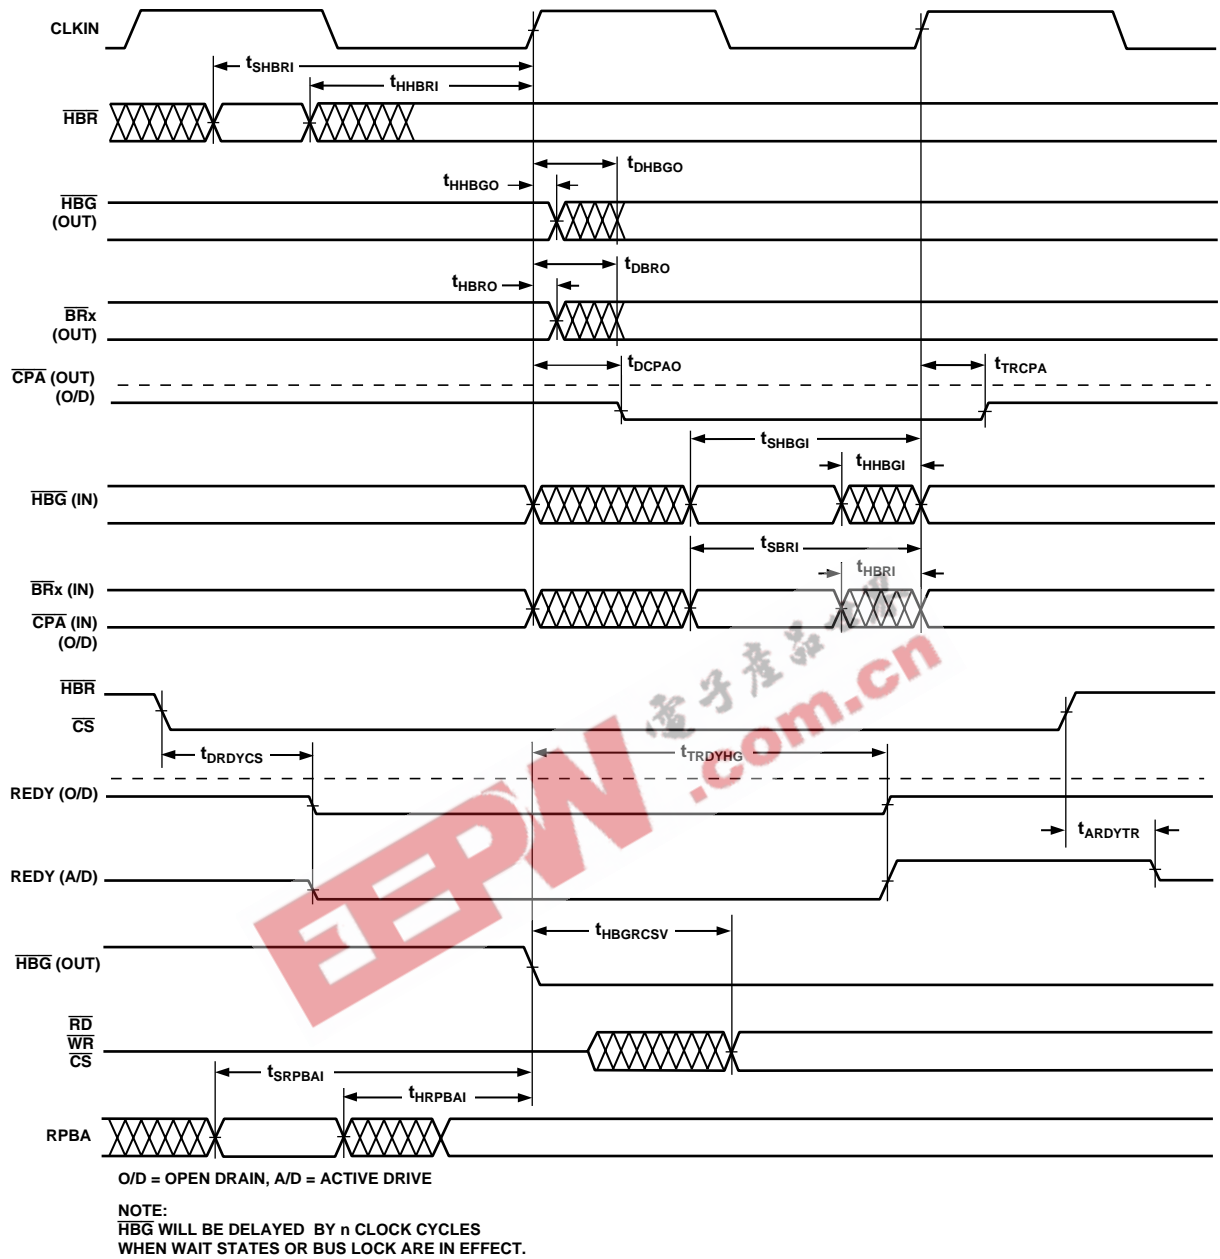 CLKIN
tSHBRI
tHHBRI
HBR
tDHBGO
tHHBGO
HBG
(OUT)
tDBRO
tHBRO
BRx
(OUT)
tDCPAO
tTRCPA
CPA (OUT)
(O/D)
tSHBGI
tHHBGI
HBG (IN)
tSBRI
tHBRI
BRx (IN)
CPA (IN)
(O/D)
電子產品世界
.com.cn
EEPW
HBR
CS
tDRDYCS
tTRDYHG
REDY (O/D)
tARDYTR
REDY (A/D)
tHBGRCSV
HBG (OUT)
RD
WR
CS
tSRPBAI
tHRPBAI
RPBA
O/D = OPEN DRAIN, A/D = ACTIVE DRIVE
NOTE:
HBG WILL BE DELAYED BY n CLOCK CYCLES
WHEN WAIT STATES OR BUS LOCK ARE IN EFFECT.